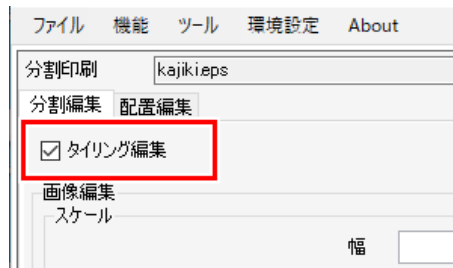 ファイル 機能 ツール 環境設定 About
分割印刷 kajiki.eps
分割編集 配置編集
タイリング編集
画像編集
スケール
幅